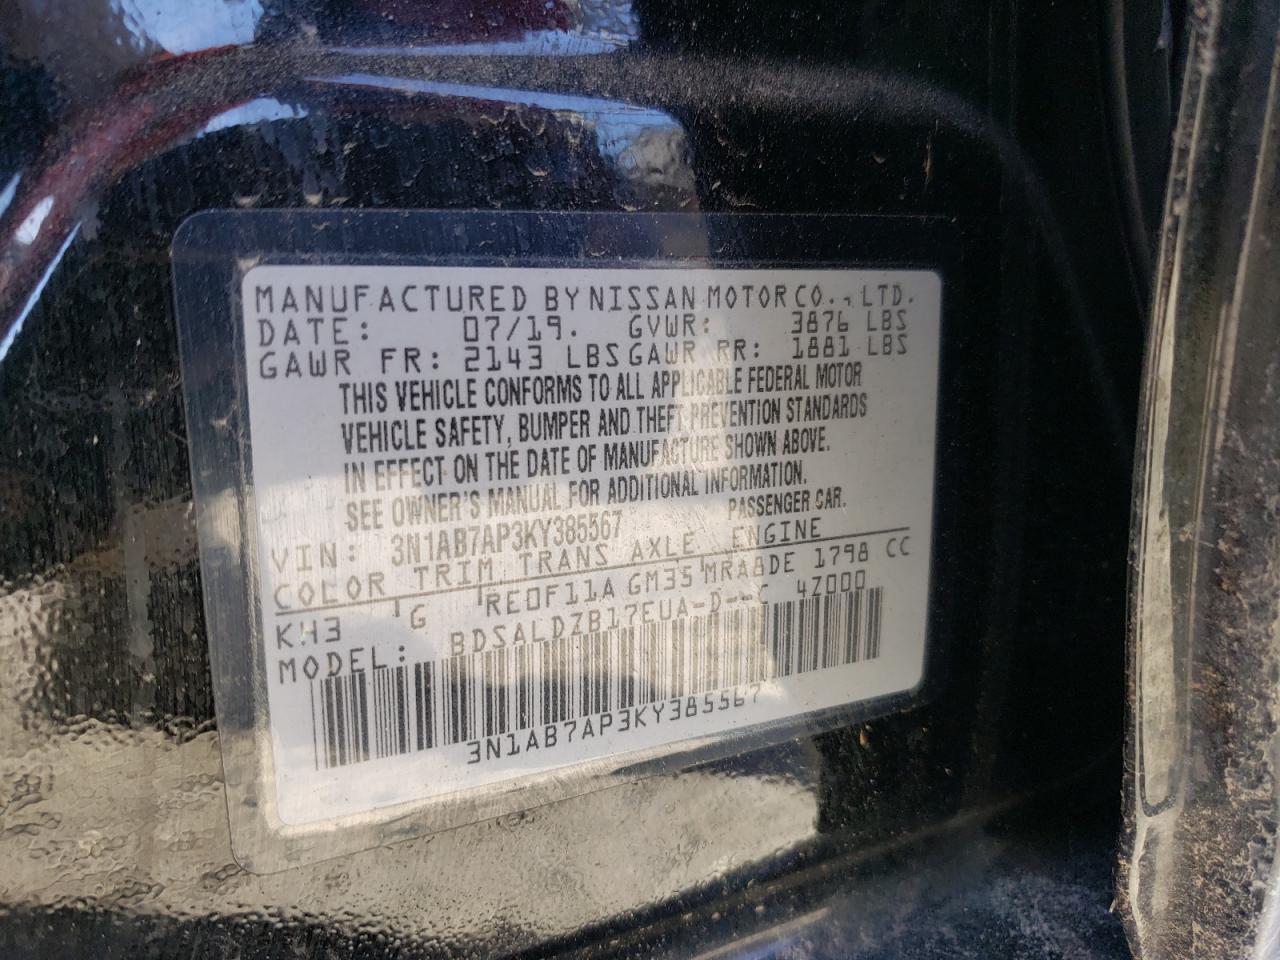 MANUFACTURED BY NISSAN MOTOR CO., LTD.
DATE: 07/19. GVWR: 3876 LBS
GAWR FR: 2143 LBS GAWR RR: 1881 LBS
THIS VEHICLE CONFORMS TO ALL APPLICABLE FEDERAL MOTOR
VEHICLE SAFETY, BUMPER AND THEFT PREVENTION STANDARDS
IN EFFECT ON THE DATE OF MANUFACTURE SHOWN ABOVE.
SEE OWNER'S MANUAL FOR ADDITIONAL INFORMATION.
VIN: 3N1AB7AP3KY385567 PASSENGER CAR.
COLOR TRIM TRANS AXLE ENGINE
KH3 G RE0F11A GM35 MRA8DE 1798 CC
MODEL: BDSALDZB17EUA-D--C 4Z000
3N1AB7AP3KY385567